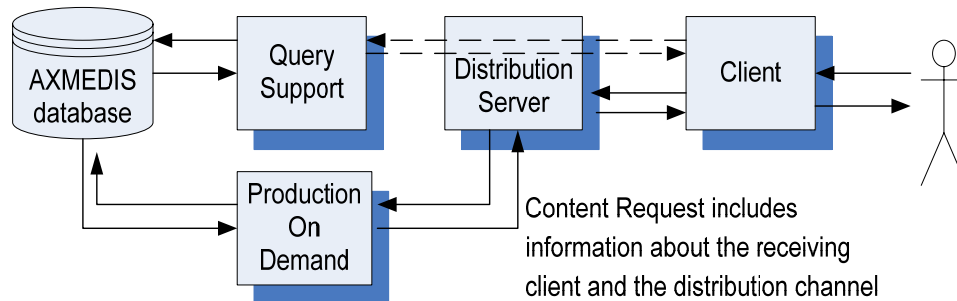 AXMEDIS
database
Query
Support
Distribution
Server
Client
Production
On
Demand
Content Request includes
information about the receiving
client and the distribution channel